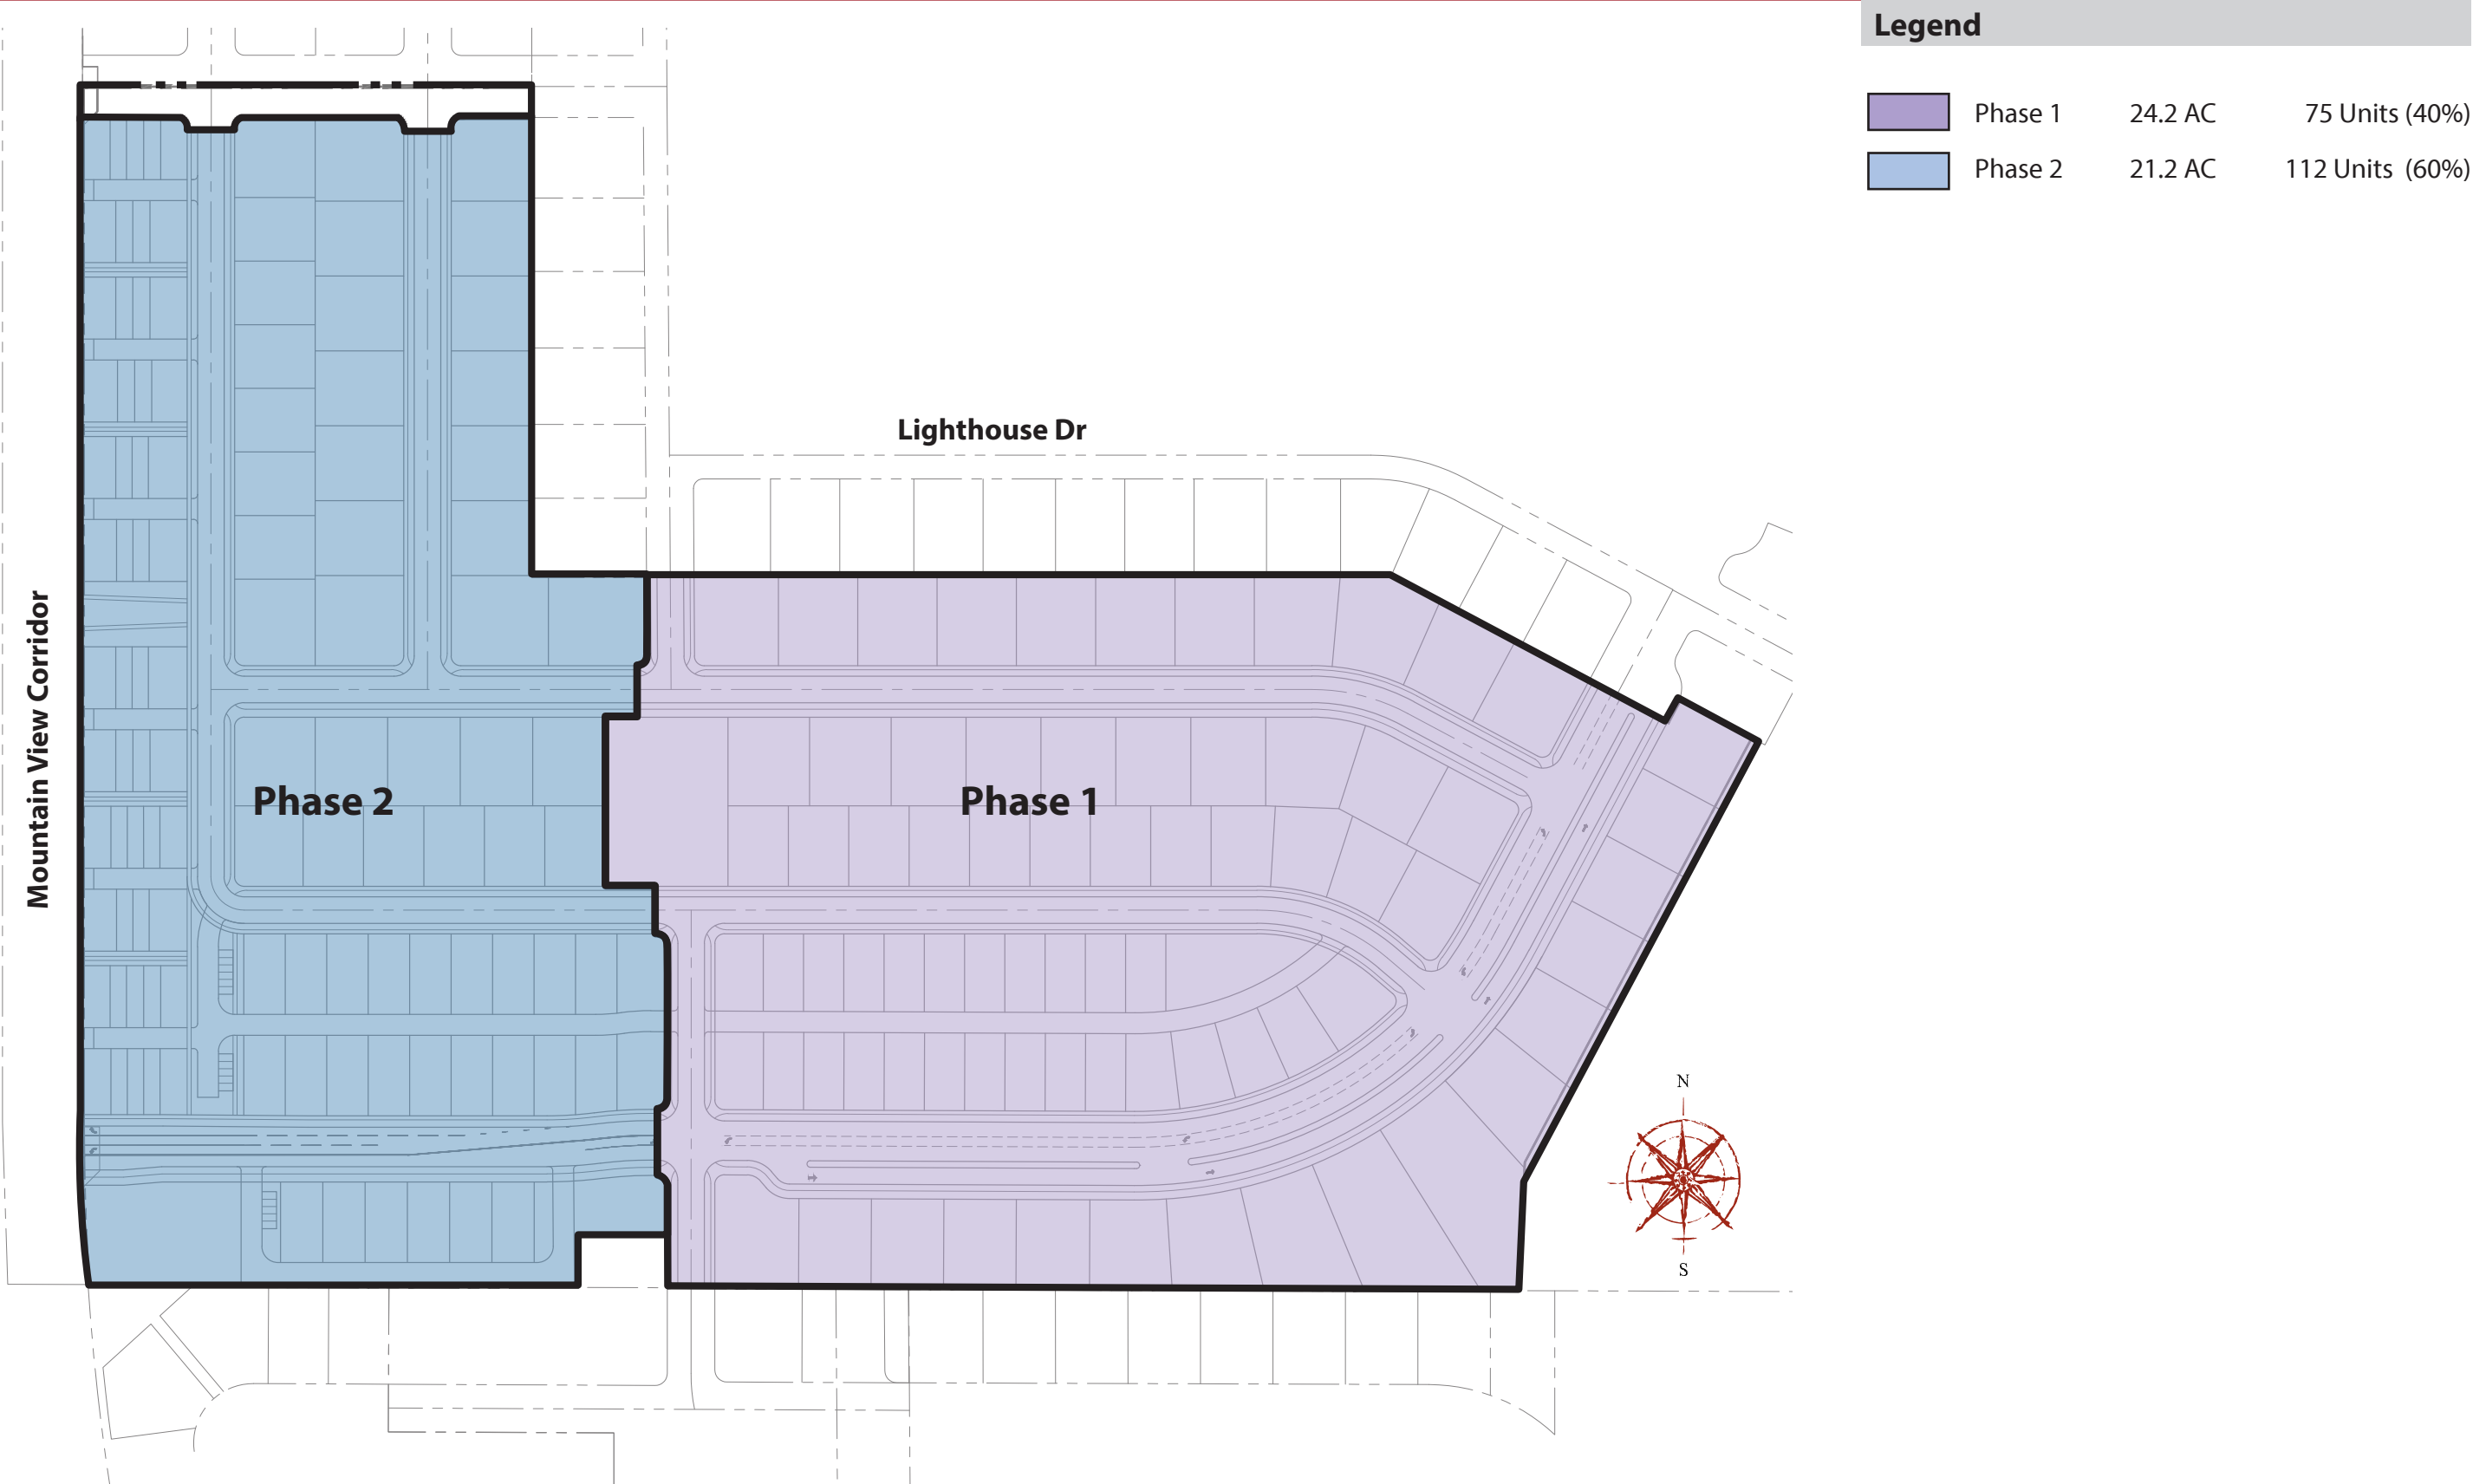 Legend
Phase 1 24.2 AC 75 Units (40%)
Phase 2 21.2 AC 112 Units (60%)
Lighthouse Dr
Mountain View Corridor
Phase 2
Phase 1
N
S